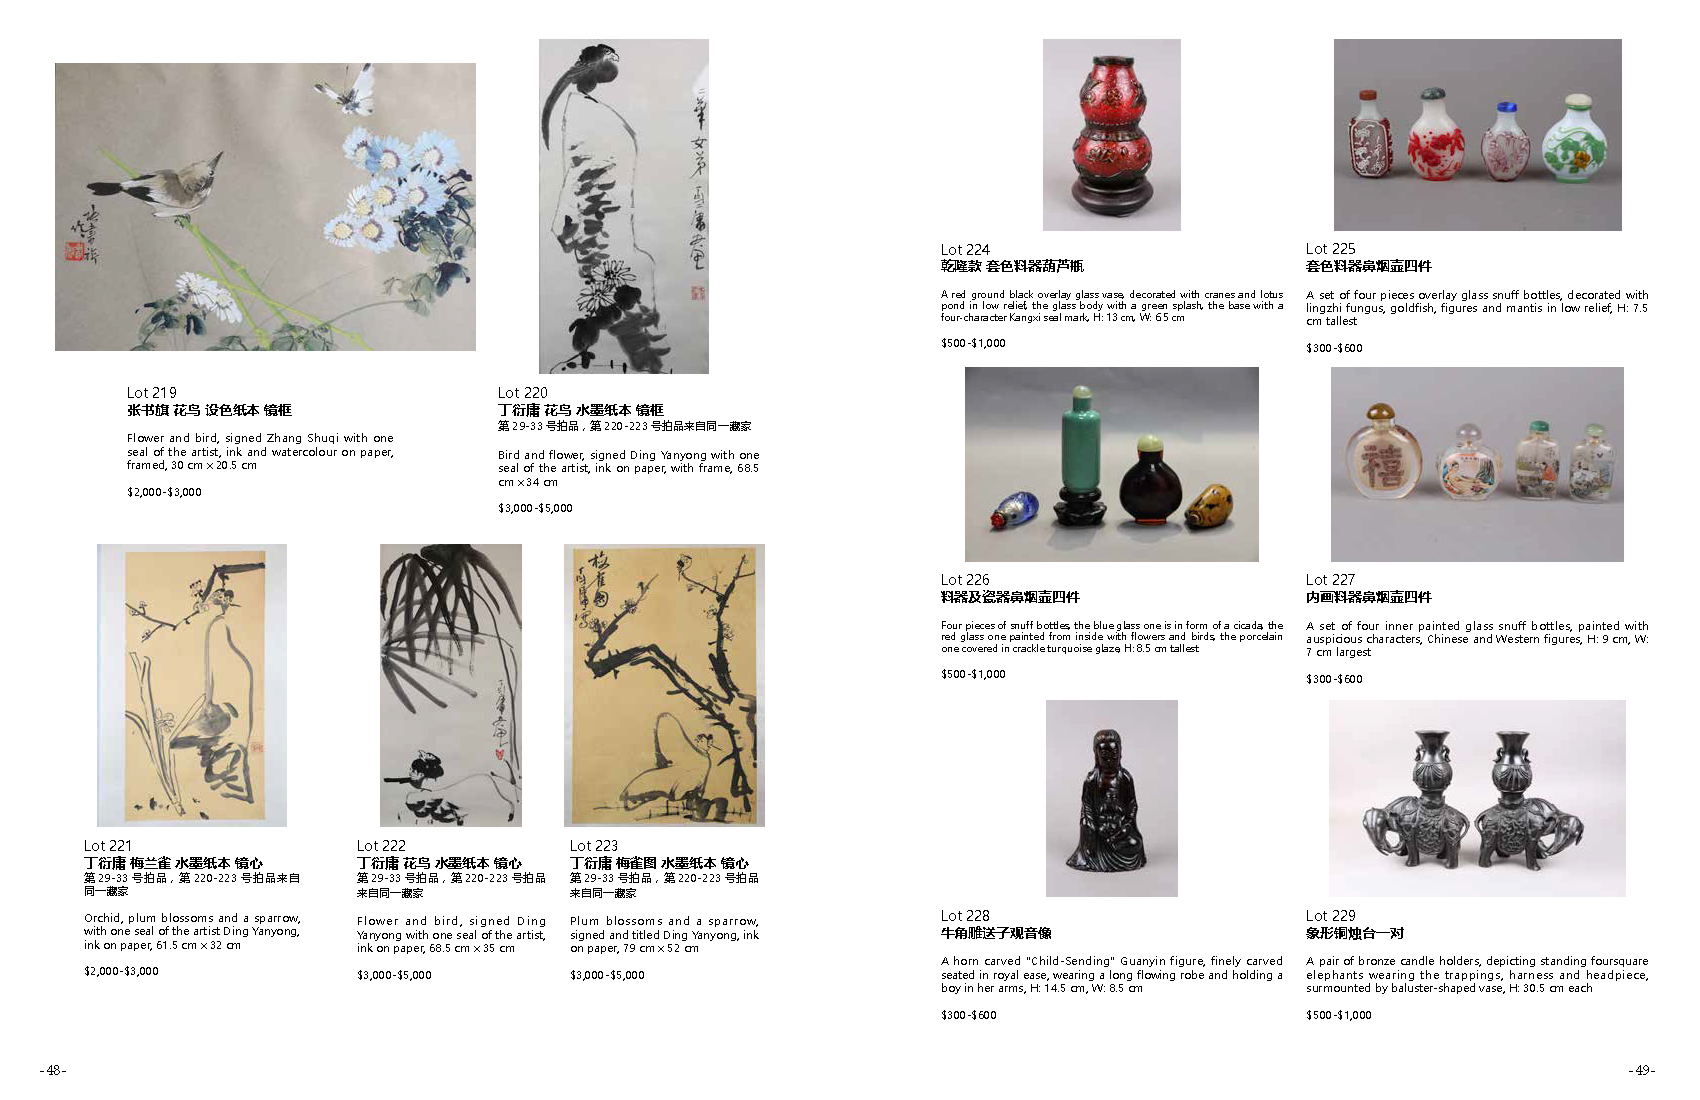 Lot 219
张书旗 花鸟 设色纸本 镜框
Flower and bird, signed Zhang Shuqi with one
seal of the artist, ink and watercolour on paper,
framed, 30 cm x 20.5 cm
$2,000-$3,000
Lot 220
丁衍庸 花鸟 水墨纸本 镜框
第 29-33 号拍品，第 220-223 号拍品来自同一藏家
Bird and flower, signed Ding Yanyong with one
seal of the artist, ink on paper, with frame, 68.5
cm x 34 cm
$3,000-$5,000
Lot 221
丁衍庸 梅兰雀 水墨纸本 镜心
第 29-33 号拍品，第 220-223 号拍品来自
同一藏家
Orchid, plum blossoms and a sparrow,
with one seal of the artist Ding Yanyong,
ink on paper, 61.5 cm x 32 cm
$2,000-$3,000
Lot 222
丁衍庸 花鸟 水墨纸本 镜心
第 29-33 号拍品，第 220-223 号拍品
来自同一藏家
Flower and bird, signed Ding
Yanyong with one seal of the artist,
ink on paper, 68.5 cm x 35 cm
$3,000-$5,000
Lot 223
丁衍庸 梅雀图 水墨纸本 镜心
第 29-33 号拍品，第 220-223 号拍品
来自同一藏家
Plum blossoms and a sparrow,
signed and titled Ding Yanyong, ink
on paper, 79 cm x 52 cm
$3,000-$5,000
-48-
Lot 224
乾隆款 套色料器葫芦瓶
A red ground black overlay glass vase, decorated with cranes and lotus
pond in low relief, the glass body with a green splash, the base with a
four-character Kangxi seal mark, H: 13 cm, W: 6.5 cm
$500-$1,000
Lot 225
套色料器鼻烟壶四件
A set of four pieces overlay glass snuff bottles, decorated with
lingzhi fungus, goldfish, figures and mantis in low relief, H: 7.5
cm tallest
$300-$600
Lot 226
料器及瓷器鼻烟壶四件
Four pieces of snuff bottles, the blue glass one is in form of a cicada, the
red glass one painted from inside with flowers and birds, the porcelain
one covered in crackle turquoise glaze, H: 8.5 cm tallest
$500-$1,000
Lot 227
内画料器鼻烟壶四件
A set of four inner painted glass snuff bottles, painted with
auspicious characters, Chinese and Western figures, H: 9 cm, W:
7 cm largest
$300-$600
Lot 228
牛角雕送子观音像
A horn carved "Child-Sending" Guanyin figure, finely carved
seated in royal ease, wearing a long flowing robe and holding a
boy in her arms, H: 14.5 cm, W: 8.5 cm
$300-$600
Lot 229
象形铜烛台一对
A pair of bronze candle holders, depicting standing foursquare
elephants wearing the trappings, harness and headpiece,
surmounted by baluster-shaped vase, H: 30.5 cm each
$500-$1,000
-49-